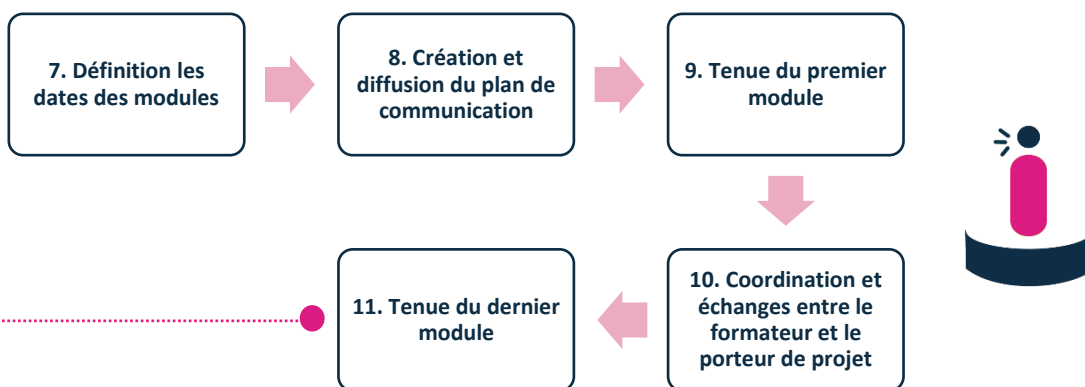 7. Définition les
dates des modules
8. Création et
diffusion du plan de
communication
9. Tenue du premier
module
10. Coordination et
échanges entre le
formateur et le
porteur de projet
11. Tenue du dernier
module